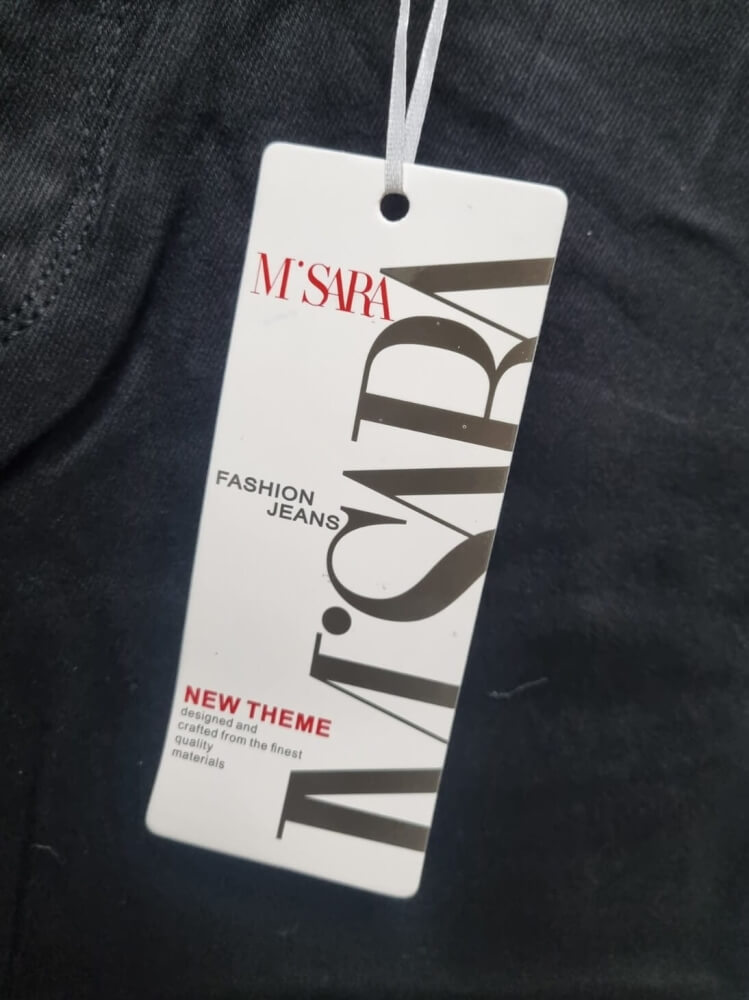 M'SARA
FASHION
JEANS
NEW THEME
designed and
crafted from the finest
quality
materials
M'SARA